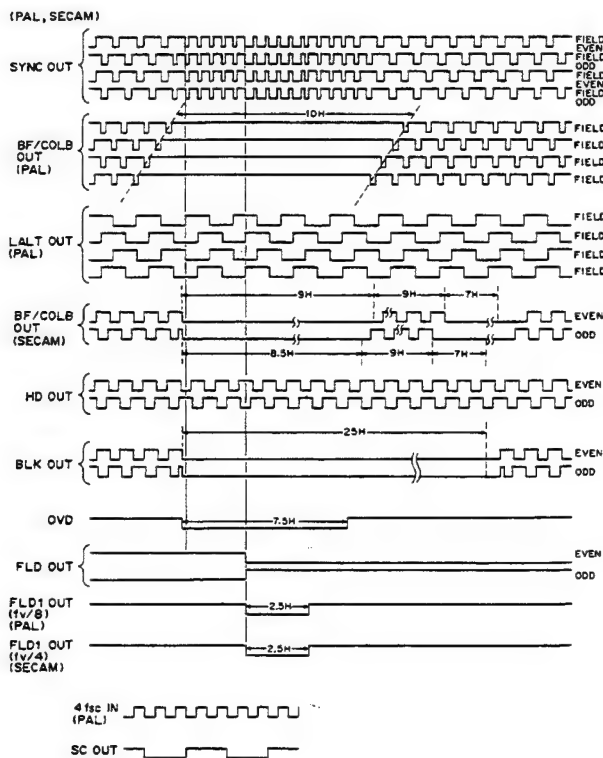 (PAL, SECAM)
SYNC OUT
FIELD
EVEN
FIELD
ODD
FIELD
EVEN
FIELD
ODD
10H
BF/COLB
OUT
(PAL)
FIELD
FIELD
FIELD
FIELD
LALT OUT
(PAL)
FIELD
FIELD
FIELD
FIELD
9H 9H 7H
BF/COLB
OUT
(SECAM)
EVEN
ODD
8.5H 9H 7H
HD OUT
EVEN
ODD
25H
BLK OUT
EVEN
ODD
OVD
7.5H
FLD OUT
EVEN
ODD
FLD1 OUT
(fv/8)
(PAL)
2.5H
FLD1 OUT
(fv/4)
(SECAM)
2.5H
4 fsc IN
(PAL)
SC OUT